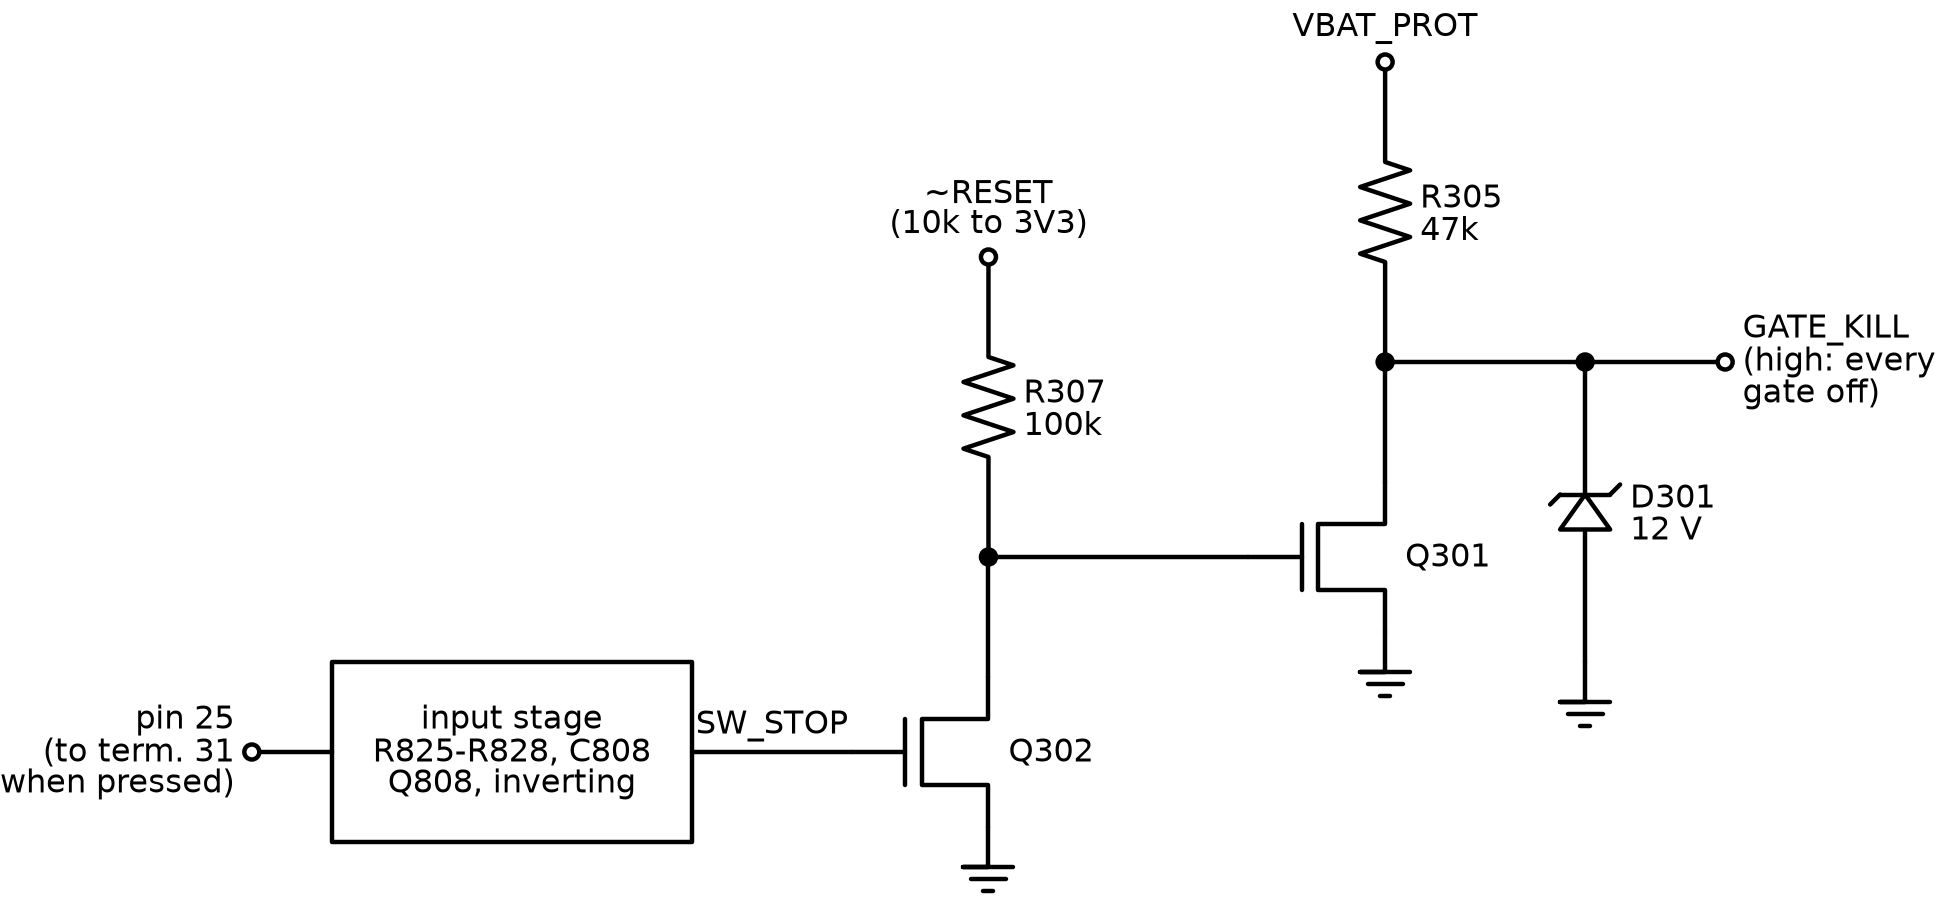 VBAT_PROT
~RESET
(10k to 3V3)
R305
47k
GATE_KILL
(high: every
gate off)
R307
100k
D301
12 V
Q301
pin 25
(to term. 31
when pressed)
input stage
R825-R828, C808
Q808, inverting
SW_STOP
Q302